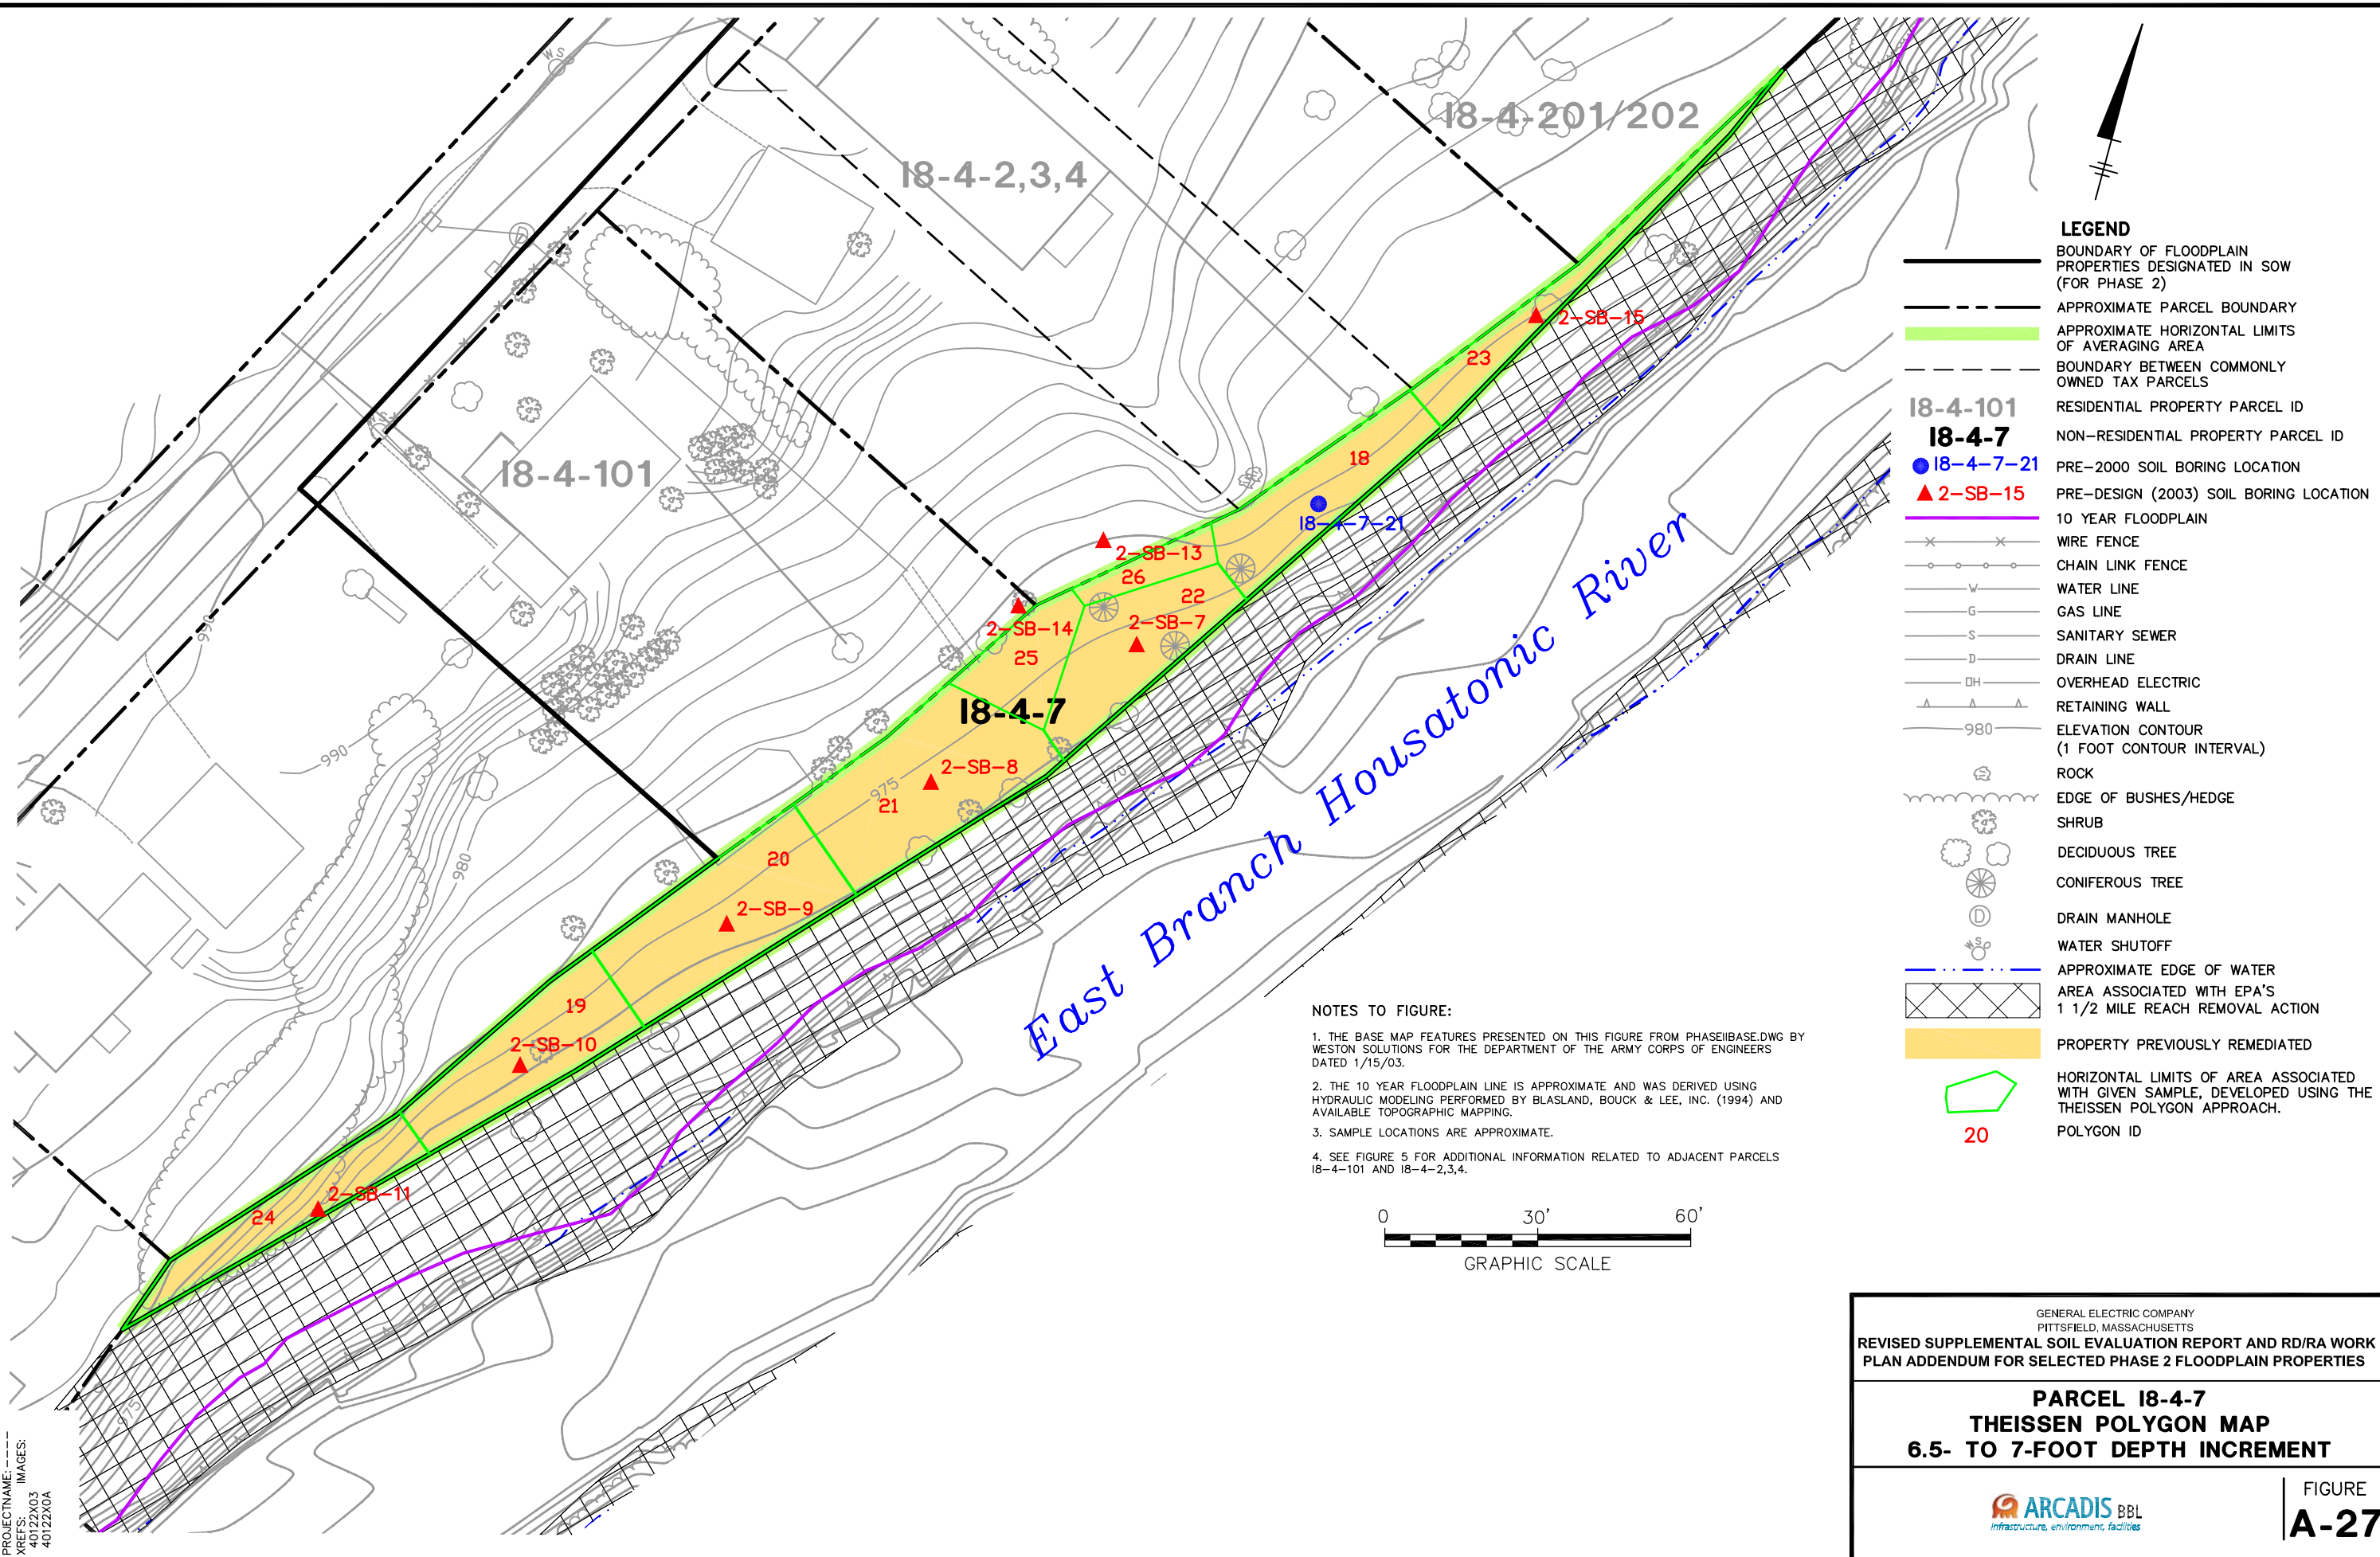 I8-4-201/202
I8-4-2,3,4
I8-4-101
I8-4-7
WS
D
S
990
990
980
975
970
975
23
2-SB-15
18
I8-4-7-21
2-SB-13
26
22
2-SB-14
2-SB-7
25
2-SB-8
21
20
2-SB-9
19
2-SB-10
2-SB-11
24
East Branch Housatonic River
LEGEND
BOUNDARY OF FLOODPLAIN
PROPERTIES DESIGNATED IN SOW
(FOR PHASE 2)
APPROXIMATE PARCEL BOUNDARY
APPROXIMATE HORIZONTAL LIMITS
OF AVERAGING AREA
BOUNDARY BETWEEN COMMONLY
OWNED TAX PARCELS
I8-4-101 RESIDENTIAL PROPERTY PARCEL ID
I8-4-7 NON-RESIDENTIAL PROPERTY PARCEL ID
I8-4-7-21 PRE-2000 SOIL BORING LOCATION
2-SB-15 PRE-DESIGN (2003) SOIL BORING LOCATION
10 YEAR FLOODPLAIN
WIRE FENCE
CHAIN LINK FENCE
W WATER LINE
G GAS LINE
S SANITARY SEWER
D DRAIN LINE
OH OVERHEAD ELECTRIC
RETAINING WALL
980 ELEVATION CONTOUR
(1 FOOT CONTOUR INTERVAL)
ROCK
EDGE OF BUSHES/HEDGE
SHRUB
DECIDUOUS TREE
CONIFEROUS TREE
D DRAIN MANHOLE
WSO WATER SHUTOFF
APPROXIMATE EDGE OF WATER
AREA ASSOCIATED WITH EPA'S
1 1/2 MILE REACH REMOVAL ACTION
PROPERTY PREVIOUSLY REMEDIATED
HORIZONTAL LIMITS OF AREA ASSOCIATED
WITH GIVEN SAMPLE, DEVELOPED USING THE
THEISSEN POLYGON APPROACH.
20 POLYGON ID
NOTES TO FIGURE:
1. THE BASE MAP FEATURES PRESENTED ON THIS FIGURE FROM PHASEIIBASE.DWG BY
WESTON SOLUTIONS FOR THE DEPARTMENT OF THE ARMY CORPS OF ENGINEERS
DATED 1/15/03.
2. THE 10 YEAR FLOODPLAIN LINE IS APPROXIMATE AND WAS DERIVED USING
HYDRAULIC MODELING PERFORMED BY BLASLAND, BOUCK & LEE, INC. (1994) AND
AVAILABLE TOPOGRAPHIC MAPPING.
3. SAMPLE LOCATIONS ARE APPROXIMATE.
4. SEE FIGURE 5 FOR ADDITIONAL INFORMATION RELATED TO ADJACENT PARCELS
I8-4-101 AND I8-4-2,3,4.
0 30' 60'
GRAPHIC SCALE
GENERAL ELECTRIC COMPANY
PITTSFIELD, MASSACHUSETTS
REVISED SUPPLEMENTAL SOIL EVALUATION REPORT AND RD/RA WORK
PLAN ADDENDUM FOR SELECTED PHASE 2 FLOODPLAIN PROPERTIES
PARCEL I8-4-7
THEISSEN POLYGON MAP
6.5- TO 7-FOOT DEPTH INCREMENT
ARCADIS BBL
Infrastructure, environment, facilities
FIGURE
A-27
PROJECTNAME: ----
XREFS: IMAGES:
40122X03
40122X0A